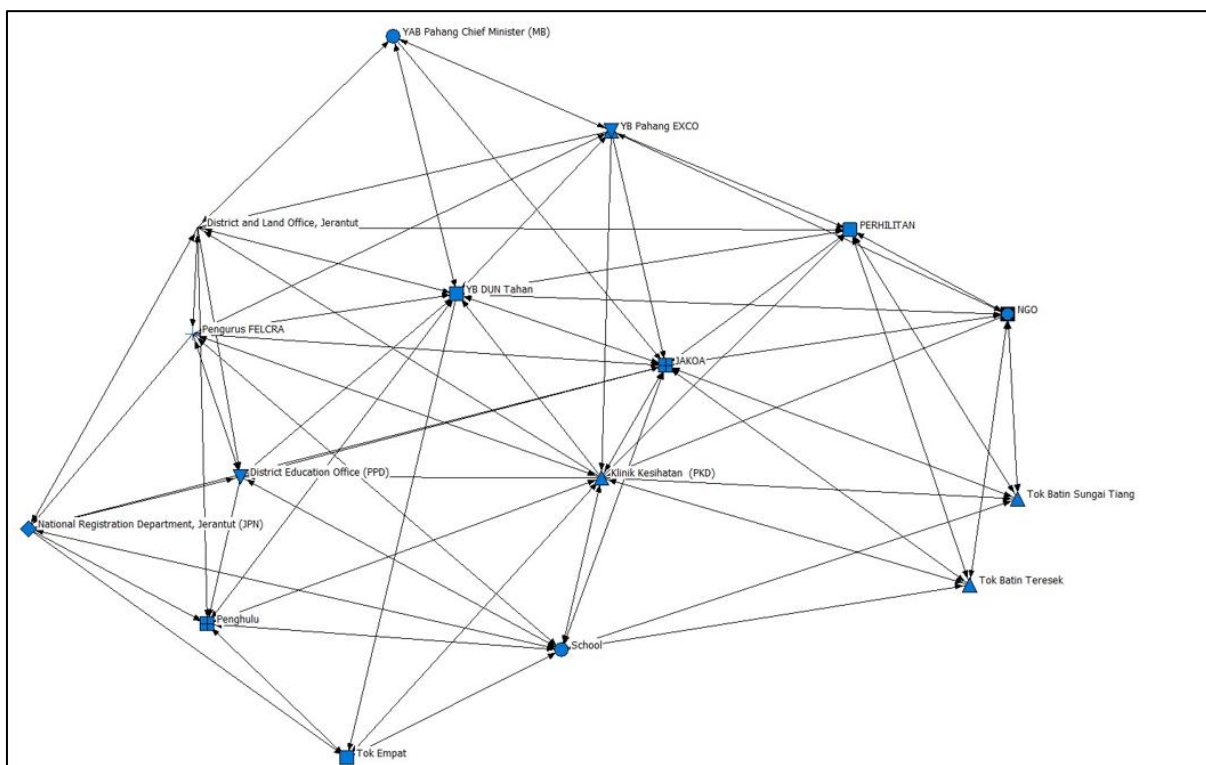 YAB Pahang Chief Minister (MB)
YB Pahang EXCO
District and Land Office, Jerantut
PERHILITAN
YB DUN Tahan
NGO
Pengurus FELCRA
JAKOA
District Education Office (PPD)
Klinik Kesihatan (PKD)
Tok Batin Sungai Tiang
National Registration Department, Jerantut (JPN)
Tok Batin Teresek
Penghulu
School
Tok Empat